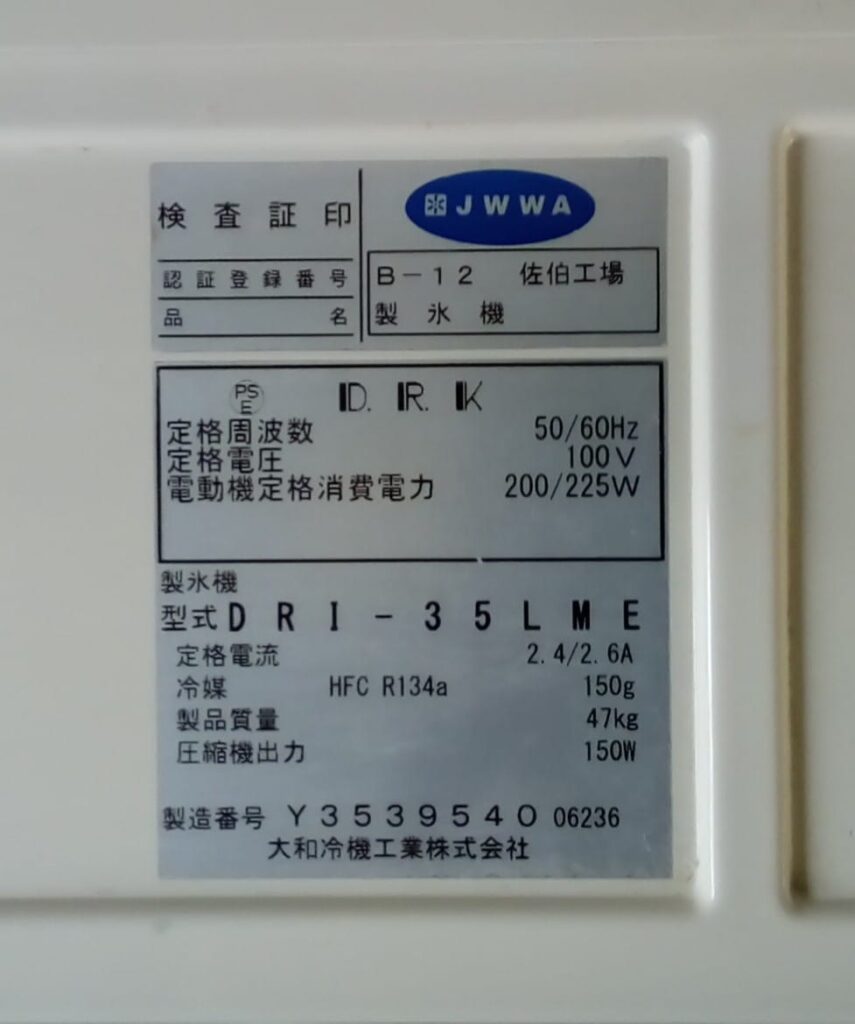 検査証印
JWWA
認証登録番号 B-12 佐伯工場
品名 製氷機
PSE D.R.K
定格周波数 50/60Hz
定格電圧 100V
電動機定格消費電力 200/225W
製氷機
型式 DRI-35LME
定格電流 2.4/2.6A
冷媒 HFC R134a 150g
製品質量 47kg
圧縮機出力 150W
製造番号 Y3539540 06236
大和冷機工業株式会社